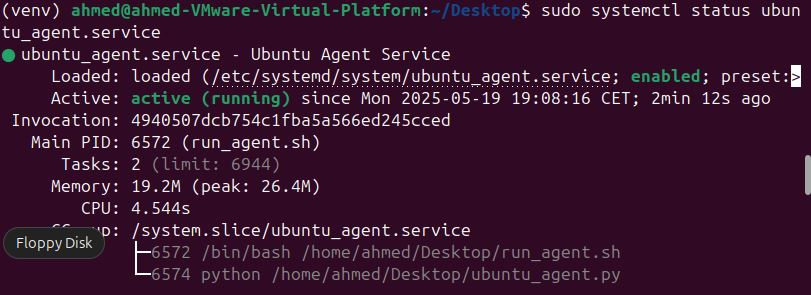 (venv) ahmed@ahmed-VMware-Virtual-Platform:~/Desktop$ sudo systemctl status ubun
tu_agent.service
● ubuntu_agent.service - Ubuntu Agent Service
Loaded: loaded (/etc/systemd/system/ubuntu_agent.service; enabled; preset:>
Active: active (running) since Mon 2025-05-19 19:08:16 CET; 2min 12s ago
Invocation: 4940507dcb754c1fba5a566ed245cced
Main PID: 6572 (run_agent.sh)
Tasks: 2 (limit: 6944)
Memory: 19.2M (peak: 26.4M)
CPU: 4.544s
/system.slice/ubuntu_agent.service
Floppy Disk
├─6572 /bin/bash /home/ahmed/Desktop/run_agent.sh
└─6574 python /home/ahmed/Desktop/ubuntu_agent.py